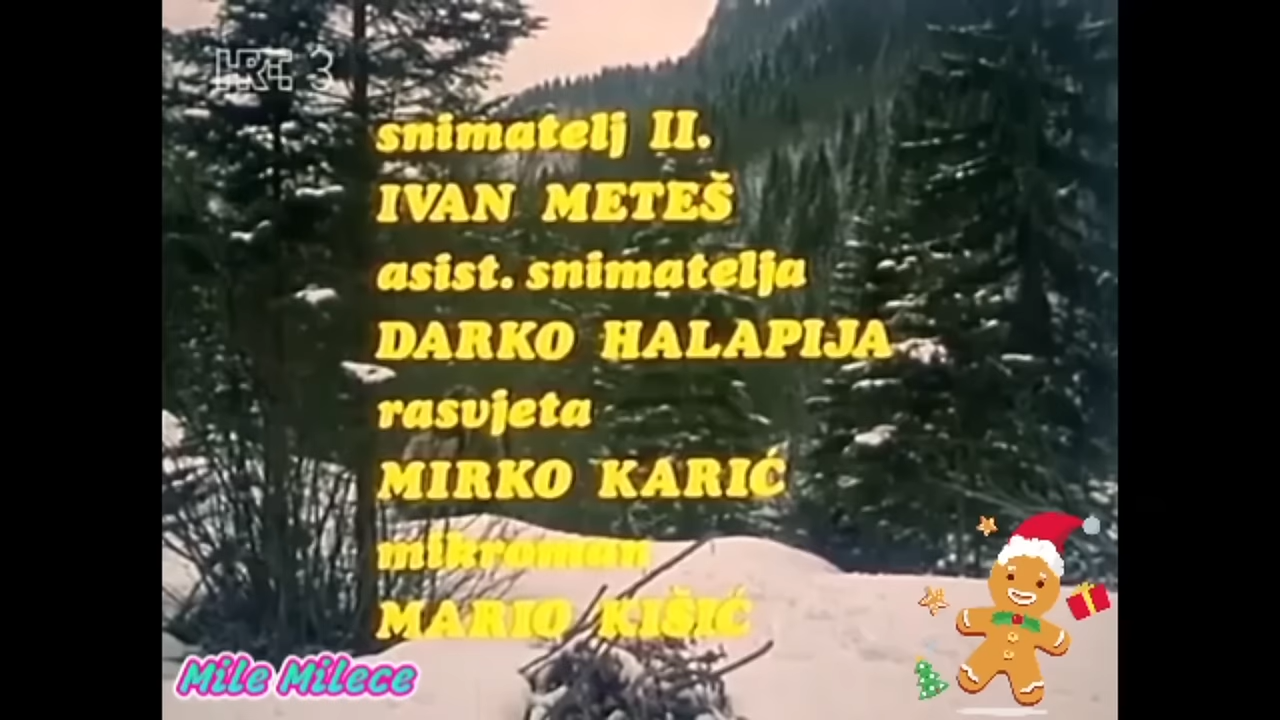 HRT 3
snimatelj II.
IVAN METEŠ
asist. snimatelja
DARKO HALAPIJA
rasvjeta
MIRKO KARIĆ
mikroman
MARIO KIŠIĆ
Mile Milece